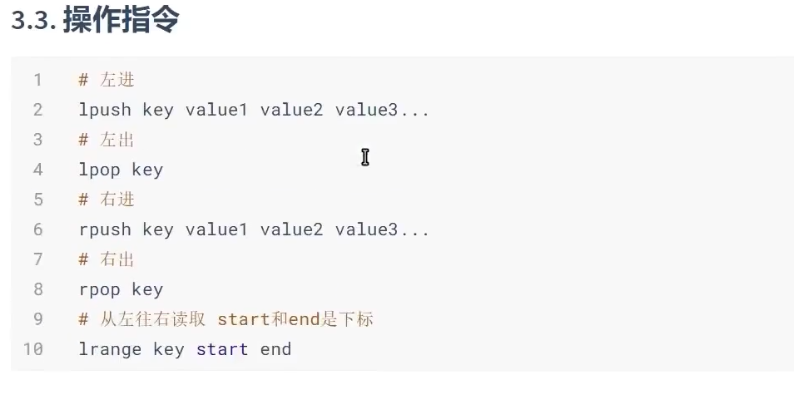 3.3. 操作指令
1 # 左进
2 lpush key value1 value2 value3...
3 # 左出
4 lpop key
5 # 右进
6 rpush key value1 value2 value3...
7 # 右出
8 rpop key
9 # 从左往右读取 start和end是下标
10 lrange key start end